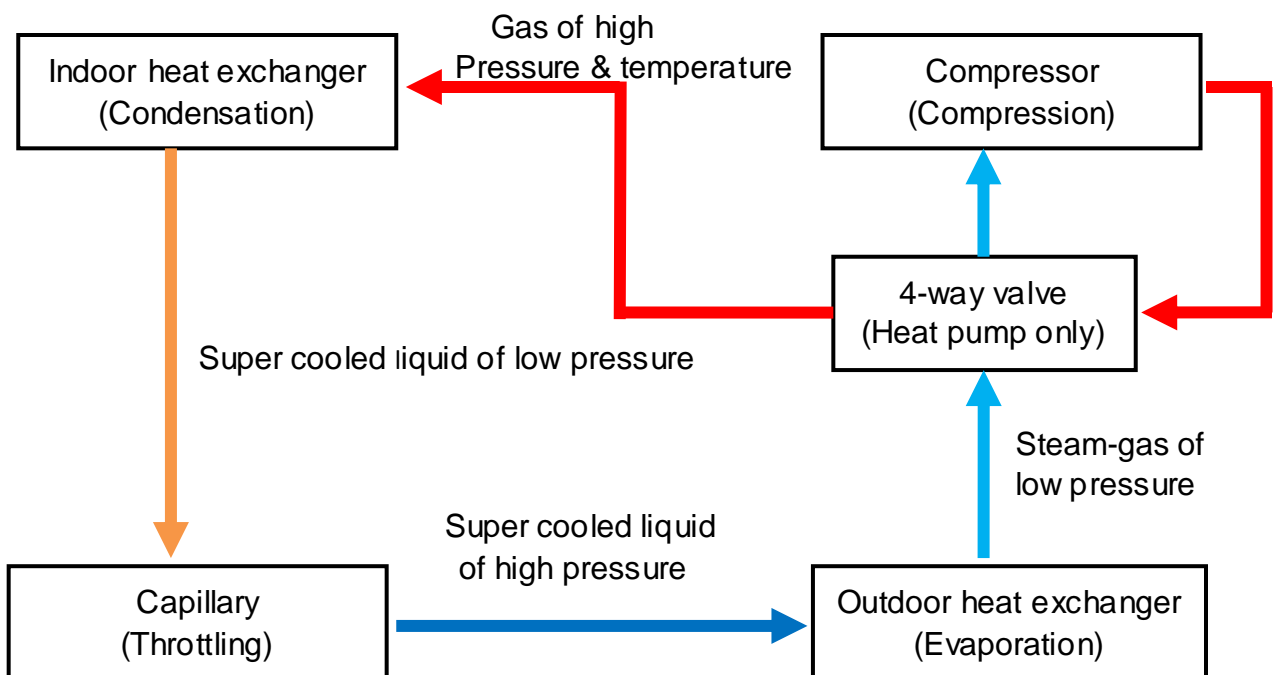 Gas of high
Pressure & temperature
Indoor heat exchanger
(Condensation)
Compressor
(Compression)
4-way valve
(Heat pump only)
Super cooled liquid of low pressure
Steam-gas of
low pressure
Super cooled liquid
of high pressure
Capillary
(Throttling)
Outdoor heat exchanger
(Evaporation)